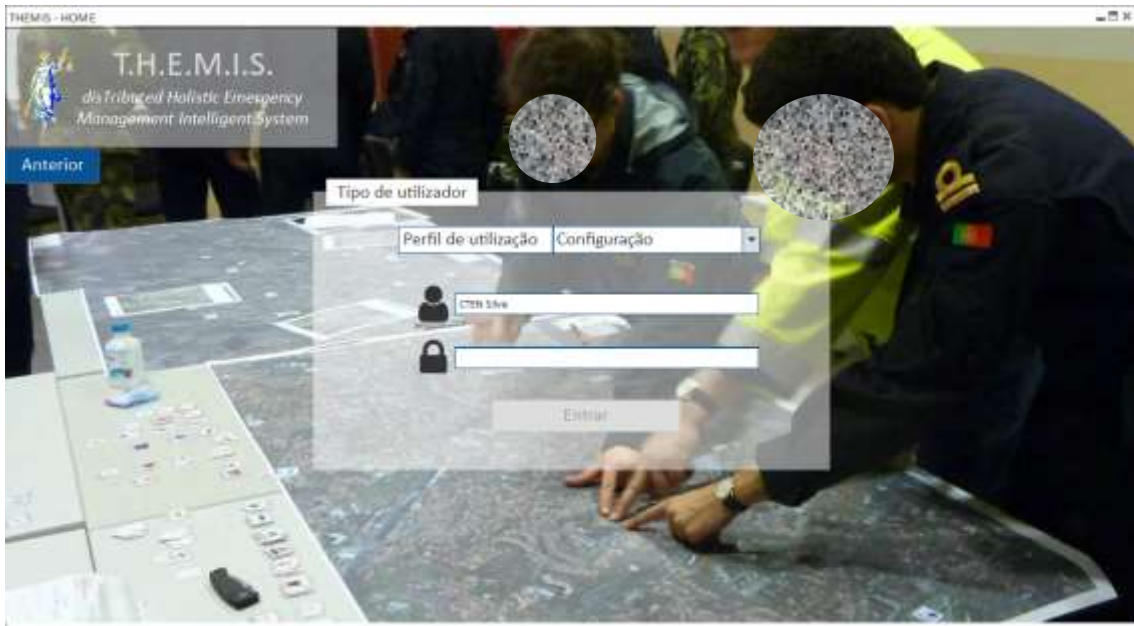 THEMIS - HOME
T.H.E.M.I.S.
disTributed Holistic Emergency
Management Intelligent System
Anterior
Tipo de utilizador
Perfil de utilização
Configuração
CTEN Silva
Entrar